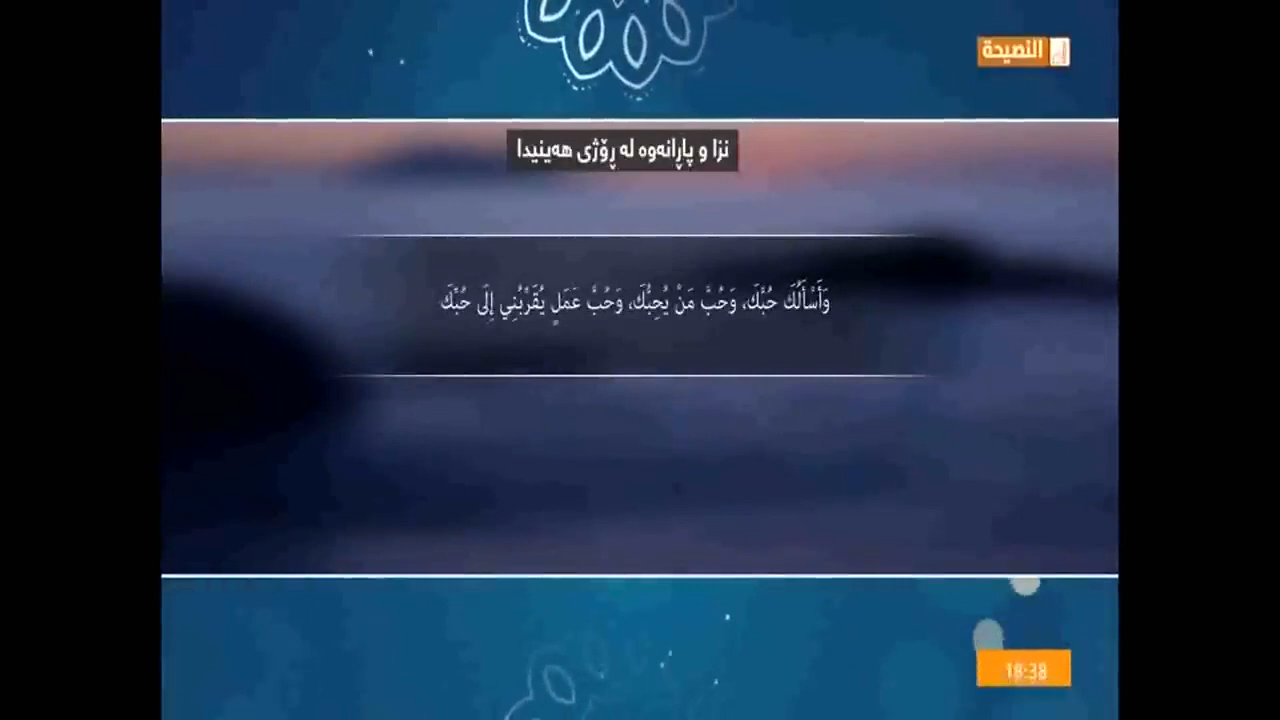 النصيحة
نزا و پاڕانەوە لە ڕۆژی هەینیدا
وَأَسْأَلُكَ حُبَّكَ، وَحُبَّ مَنْ يُحِبُّكَ، وَحُبَّ عَمَلٍ يُقَرِّبُنِي إِلَى حُبِّكَ
18:38